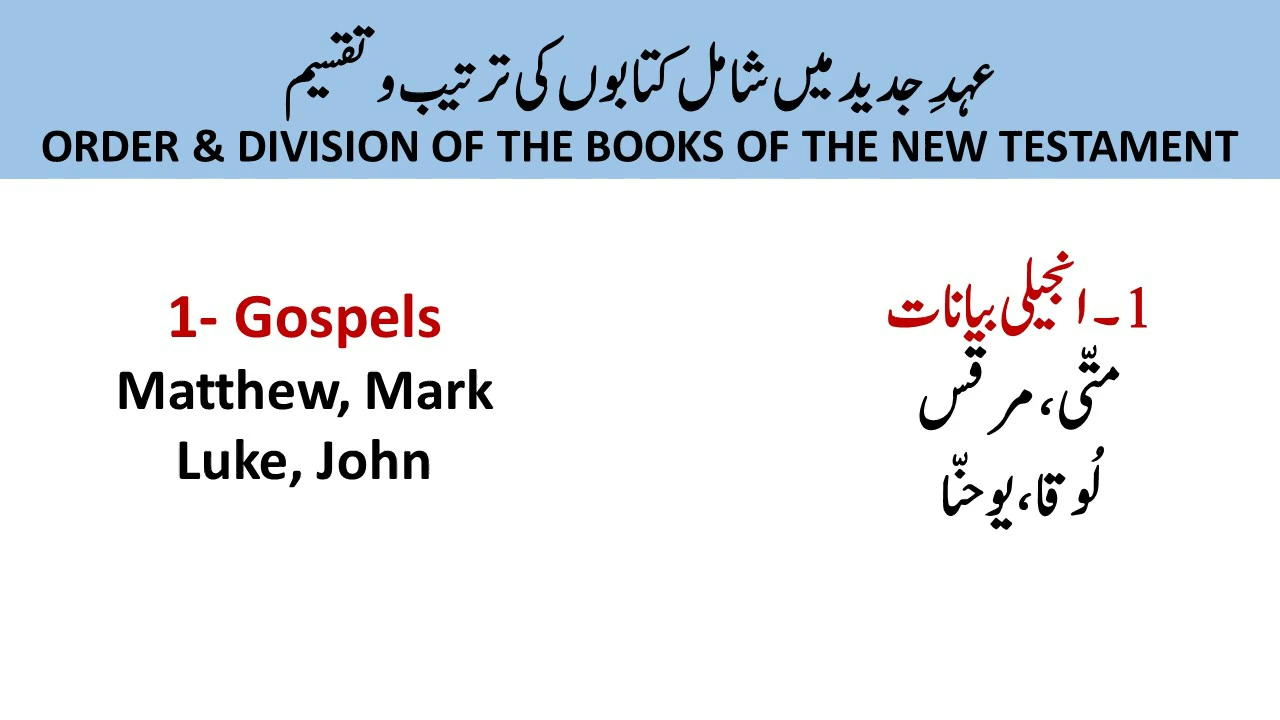 عہدِ جدید میں شامل کتابوں کی ترتیب و تقسیم
ORDER & DIVISION OF THE BOOKS OF THE NEW TESTAMENT
1- Gospels
Matthew, Mark
Luke, John
1۔ انجیلی بیانات
متّی، مرقس
لُوقا، یوحنّا